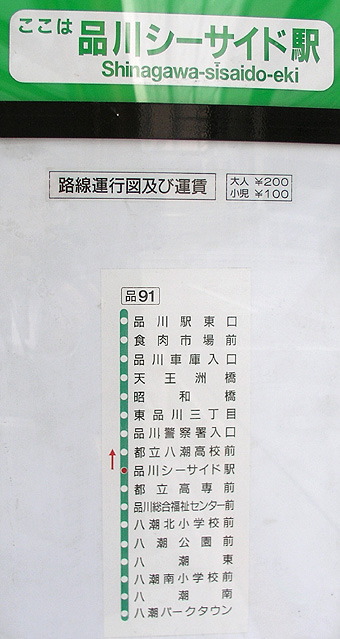 ここは 品川シーサイド駅
Shinagawa-sisaido-eki
路線運行図及び運賃
大人 ¥200
小児 ¥100
品91
品川駅東口
食肉市場前
品川車庫入口
天王洲橋
昭和橋
東品川三丁目
品川警察署入口
都立八潮高校前
品川シーサイド駅
都立高専前
品川総合福祉センター前
八潮北小学校前
八潮公園前
八潮東
八潮南小学校前
八潮南
八潮パークタウン